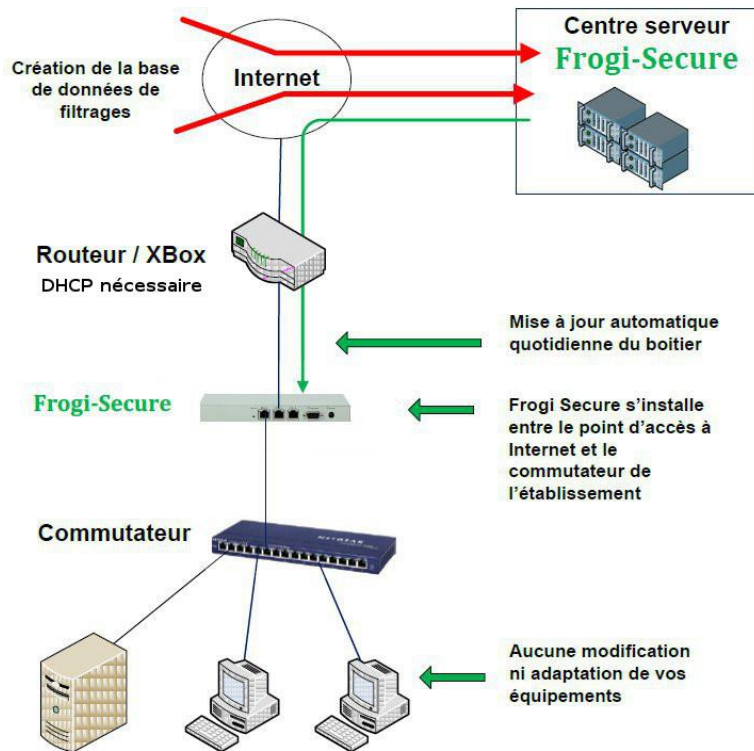 Centre serveur
Frogi-Secure
Création de la base
de données de
filtrages
Internet
Routeur / XBox
DHCP nécessaire
Mise à jour automatique
quotidienne du boitier
Frogi-Secure
Frogi Secure s’installe
entre le point d’accès à
Internet et le
commutateur de
l’établissement
Commutateur
NETGEAR
Aucune modification
ni adaptation de vos
équipements